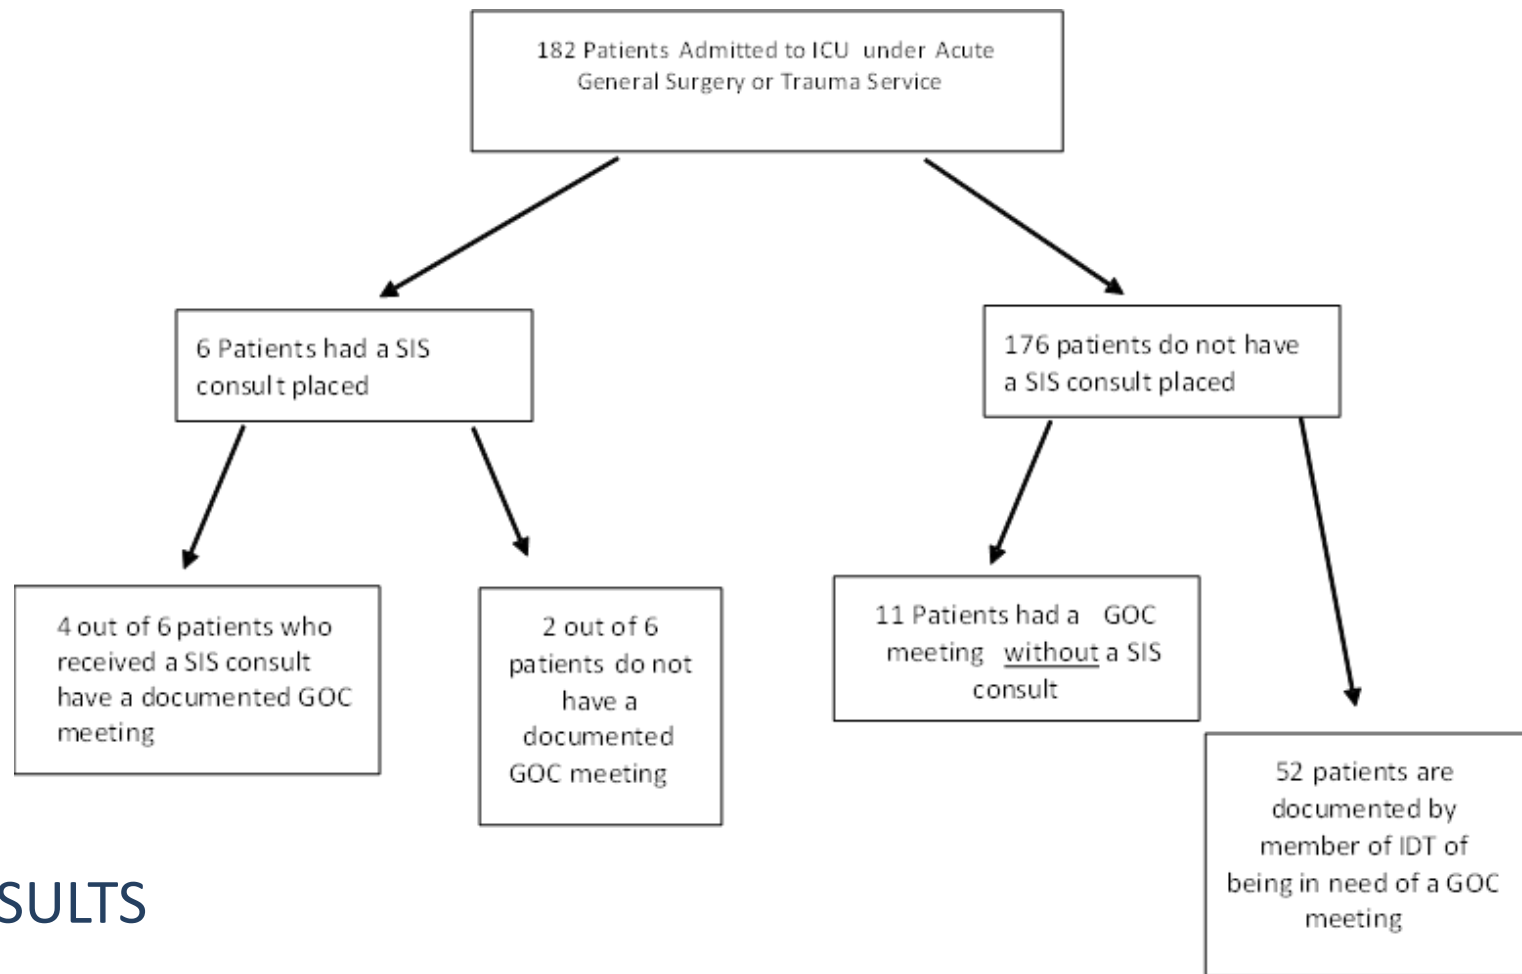 182 Patients Admitted to ICU under Acute
General Surgery or Trauma Service
6 Patients had a SIS
consult placed
176 patients do not have
a SIS consult placed
4 out of 6 patients who
received a SIS consult
have a documented GOC
meeting
2 out of 6
patients do not
have a
documented
GOC meeting
11 Patients had a GOC
meeting without a SIS
consult
52 patients are
documented by
member of IDT of
being in need of a GOC
meeting
SULTS